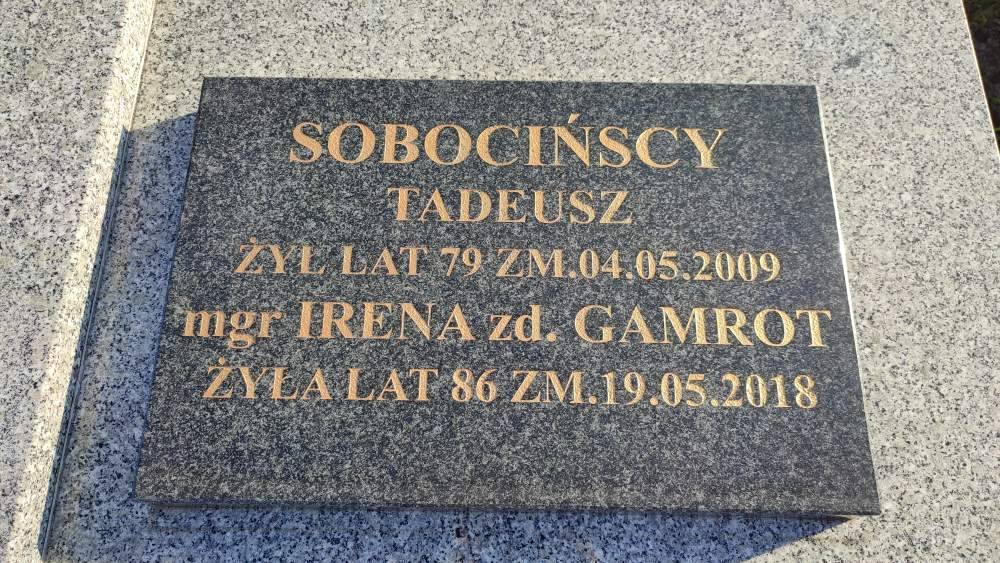 SOBOCIŃSCY
TADEUSZ
ŻYŁ LAT 79 ZM.04.05.2009
mgr IRENA zd. GAMROT
ŻYŁA LAT 86 ZM.19.05.2018